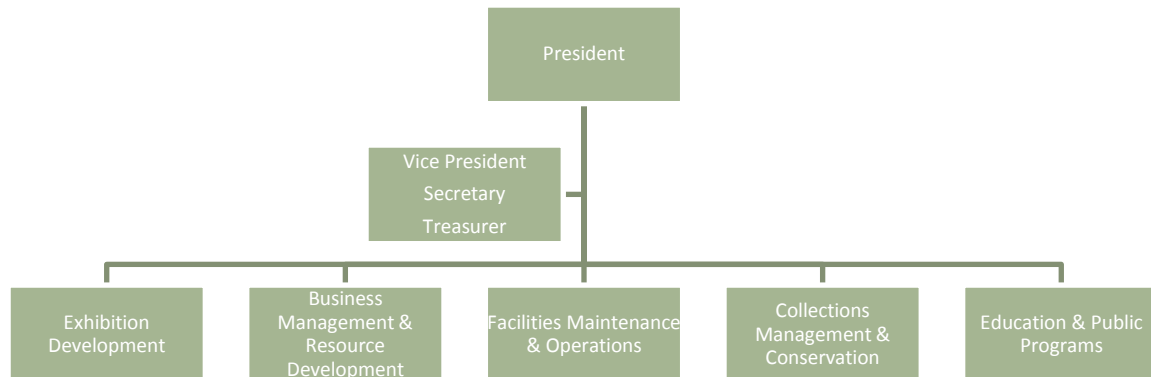 President
Vice President
Secretary
Treasurer
Exhibition
Development
Business
Management &
Resource
Development
Facilities Maintenance
& Operations
Collections
Management &
Conservation
Education & Public
Programs